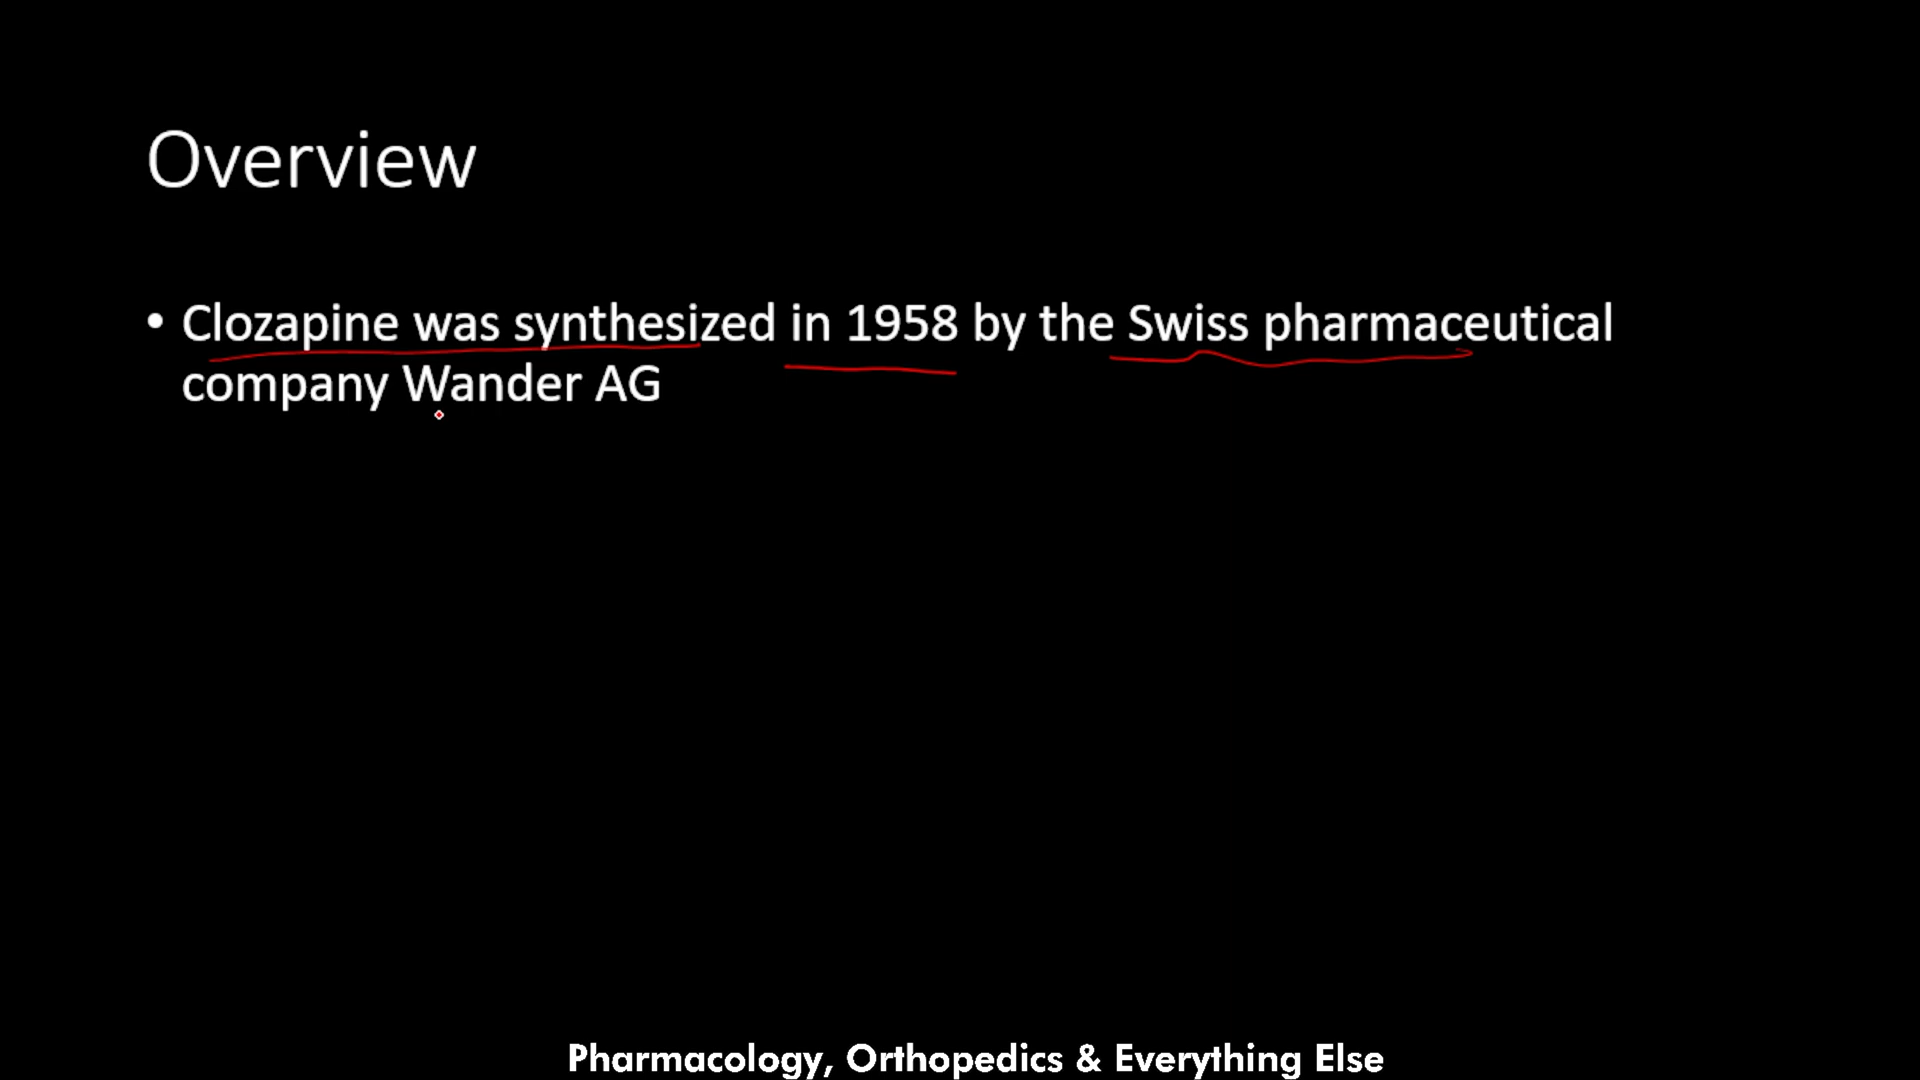 Overview
• Clozapine was synthesized in 1958 by the Swiss pharmaceutical
company Wander AG
Pharmacology, Orthopedics & Everything Else